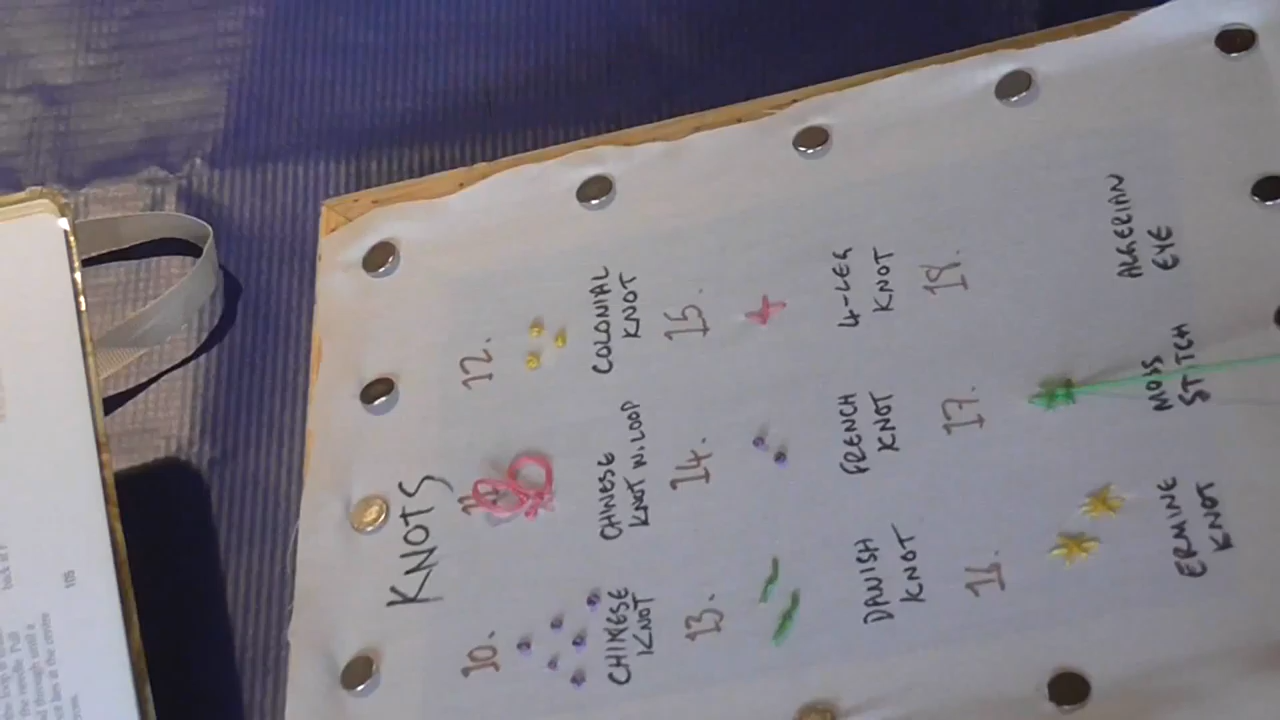 KNOTS
10.
11.
12.
CHINESE
KNOT
CHINESE
KNOT W. LOOP
COLONIAL
KNOT
13.
14.
15.
DANISH
KNOT
FRENCH
KNOT
4-LEG
KNOT
16.
17.
18.
ERMINE
KNOT
MOSS
STITCH
ALGERIAN
EYE
105